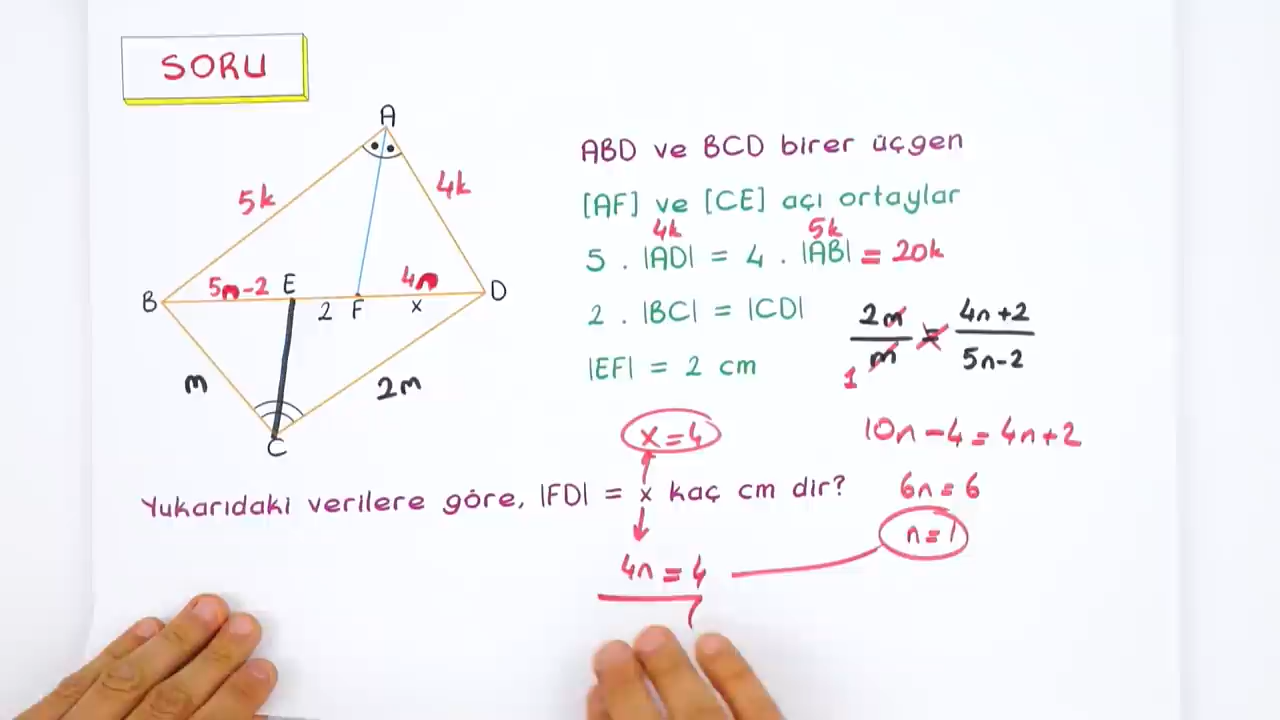 SORU
A
5k
4k
B
5n-2
E
2
F
4n
x
D
m
2m
C
ABD ve BCD birer üçgen
[AF] ve [CE] açı ortaylar
4k 5k
5 . |AD| = 4 . |AB| = 20k
2 . |BC| = |CD|
|EF| = 2 cm
2m/m = 4n+2/5n-2
1
10n-4=4n+2
6n=6
n=1
x=4
Yukarıdaki verilere göre, |FD| = x kaç cm dir?
4n=4